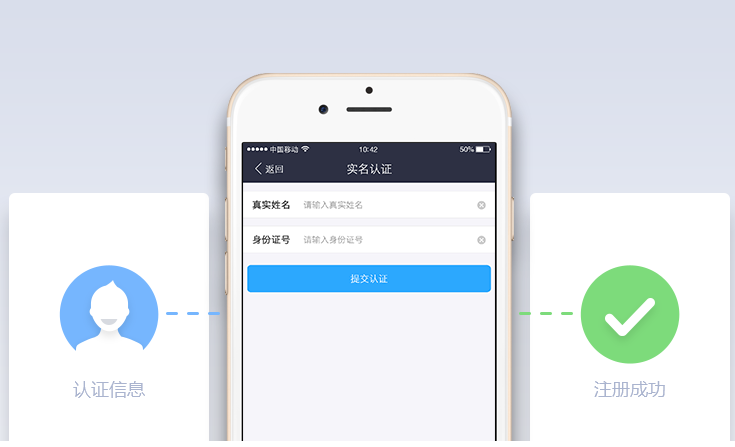 中国移动
10:42
50%
返回
实名认证
真实姓名 请输入真实姓名
身份证号 请输入身份证号
提交认证
认证信息
注册成功